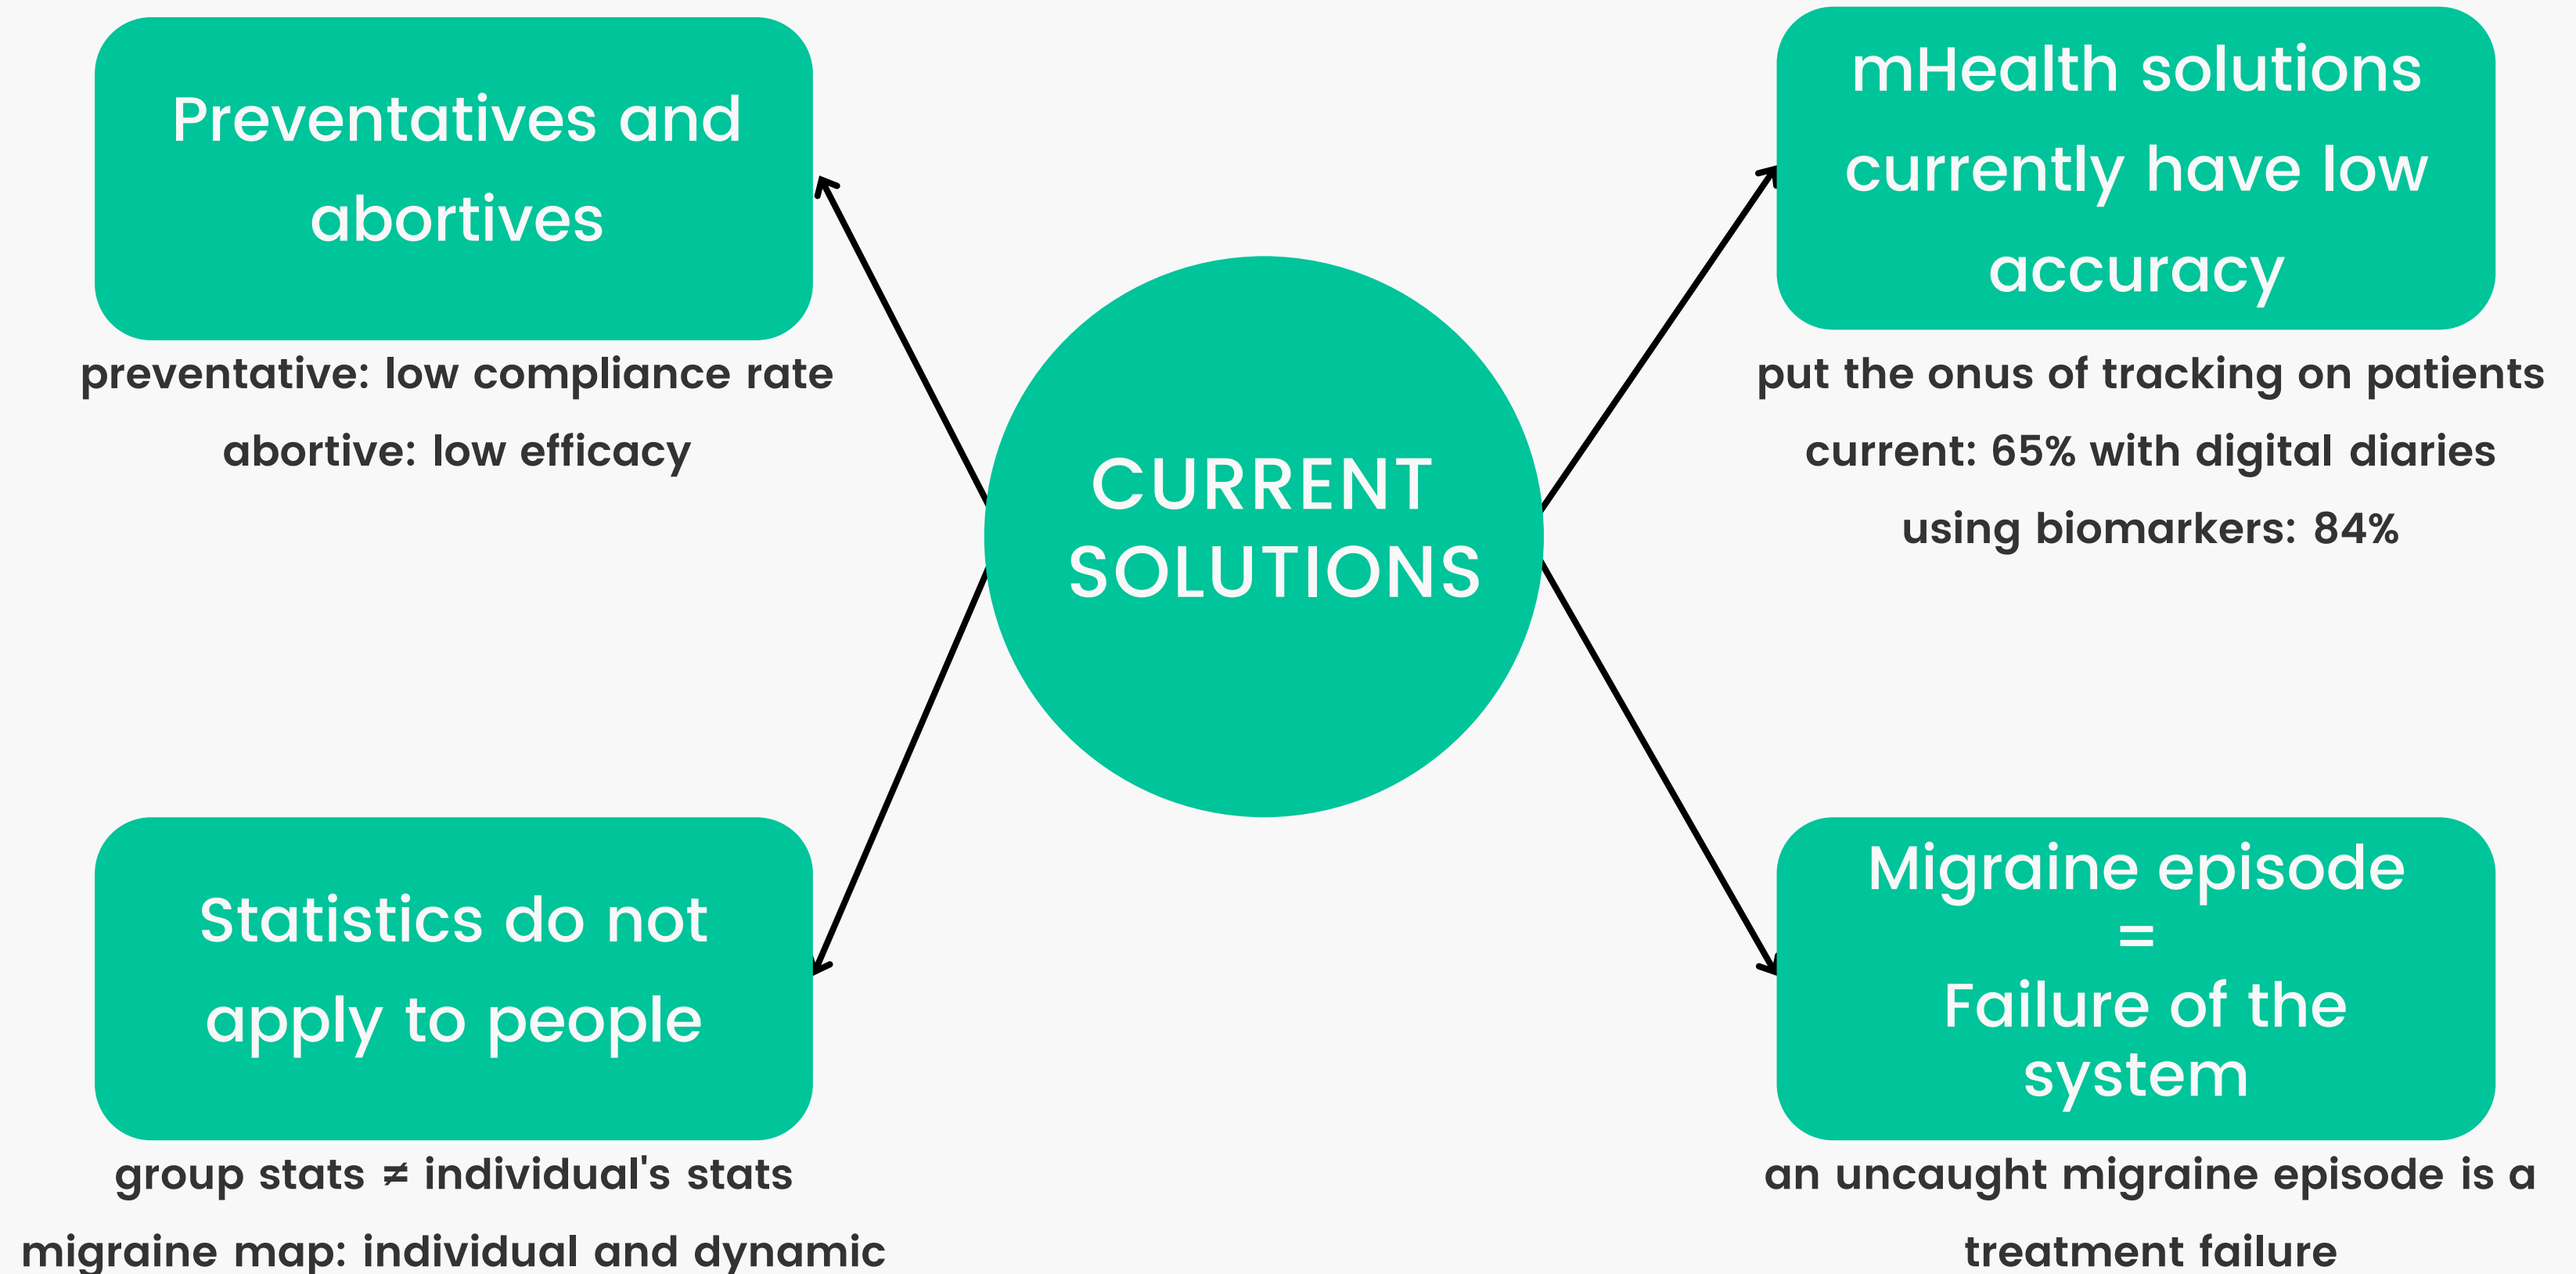 Preventatives and
abortives
preventative: low compliance rate
abortive: low efficacy
mHealth solutions
currently have low
accuracy
put the onus of tracking on patients
current: 65% with digital diaries
using biomarkers: 84%
CURRENT
SOLUTIONS
Statistics do not
apply to people
group stats ≠ individual's stats
migraine map: individual and dynamic
Migraine episode
=
Failure of the
system
an uncaught migraine episode is a
treatment failure